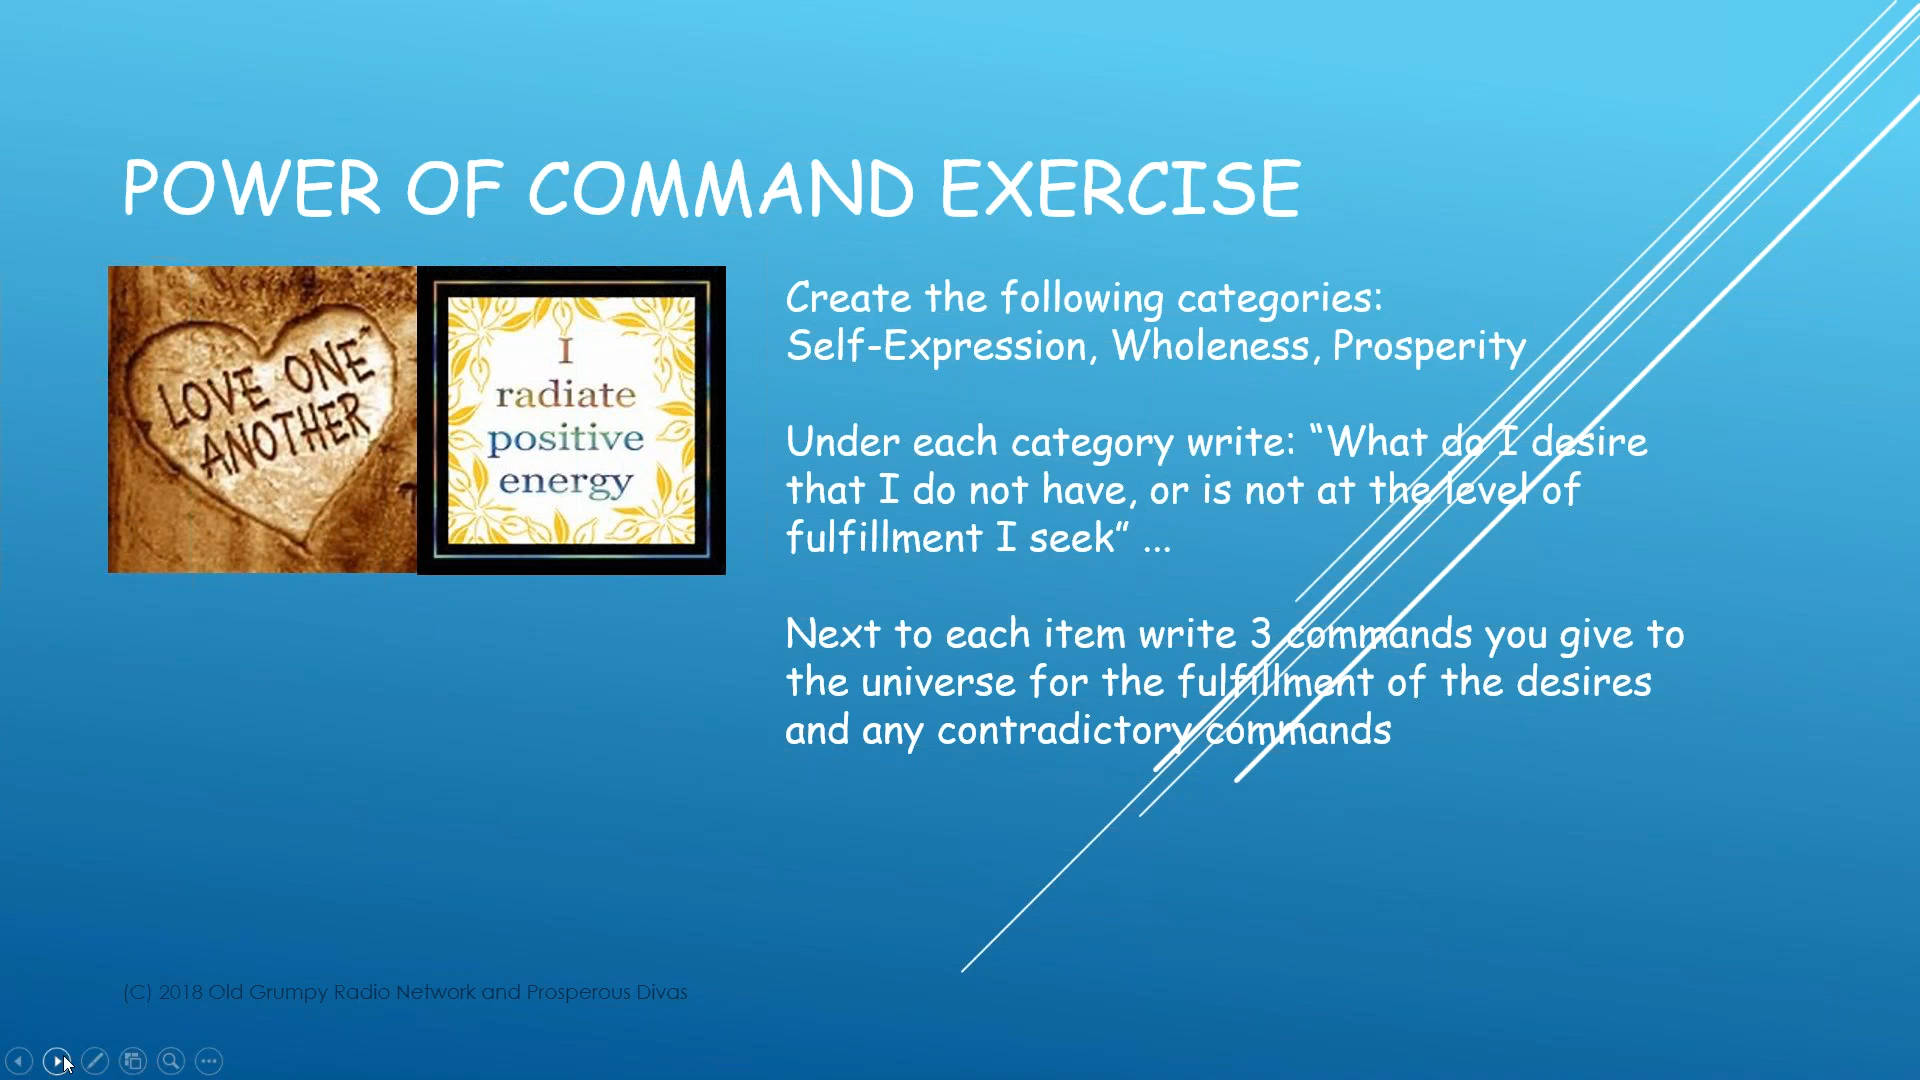 POWER OF COMMAND EXERCISE
LOVE ONE
ANOTHER
I
radiate
positive
energy
Create the following categories:
Self-Expression, Wholeness, Prosperity
Under each category write: “What do I desire
that I do not have, or is not at the level of
fulfillment I seek” ...
Next to each item write 3 commands you give to
the universe for the fulfillment of the desires
and any contradictory commands
(C) 2018 Old Grumpy Radio Network and Prosperous Divas